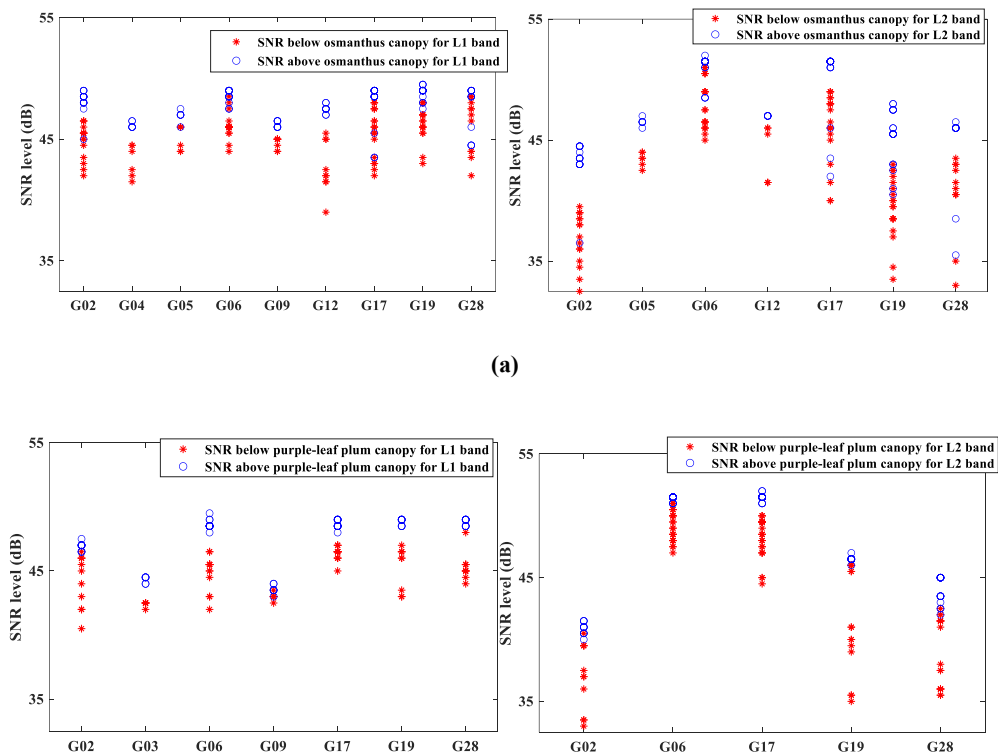 55
SNR below osmanthus canopy for L1 band
SNR above osmanthus canopy for L1 band
45
35
SNR level (dB)
G02 G04 G05 G06 G09 G12 G17 G19 G28
55
SNR below osmanthus canopy for L2 band
SNR above osmanthus canopy for L2 band
45
35
SNR level (dB)
G02 G05 G06 G12 G17 G19 G28
(a)
55
SNR below purple-leaf plum canopy for L1 band
SNR above purple-leaf plum canopy for L1 band
45
35
SNR level (dB)
G02 G03 G06 G09 G17 G19 G28
55
SNR below purple-leaf plum canopy for L2 band
SNR above purple-leaf plum canopy for L2 band
45
35
SNR level (dB)
G02 G06 G17 G19 G28